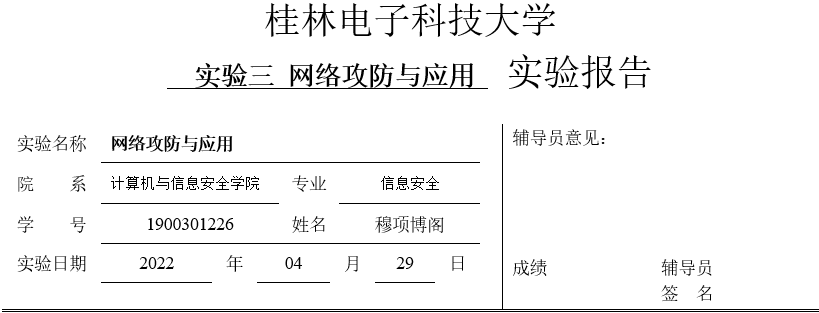 桂林电子科技大学
实验三 网络攻防与应用 实验报告
实验名称 网络攻防与应用
院 系 计算机与信息安全学院 专业 信息安全
学 号 1900301226 姓名 穆项博阁
实验日期 2022 年 04 月 29 日
辅导员意见：
成绩 辅导员
签 名